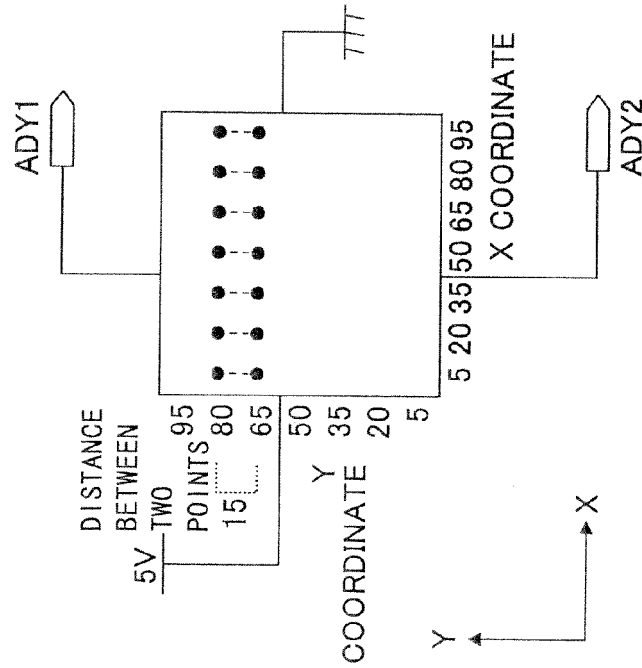 ADY1
DISTANCE
BETWEEN
TWO
POINTS
15
5V
95
80
65
50
35
20
5
Y
COORDINATE
5 20 35 50 65 80 95
X COORDINATE
ADY2
Y
X